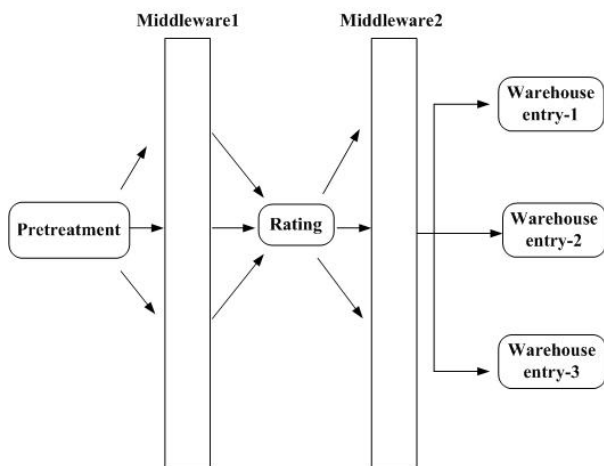 Middleware1
Middleware2
Warehouse
entry-1
Pretreatment
Rating
Warehouse
entry-2
Warehouse
entry-3